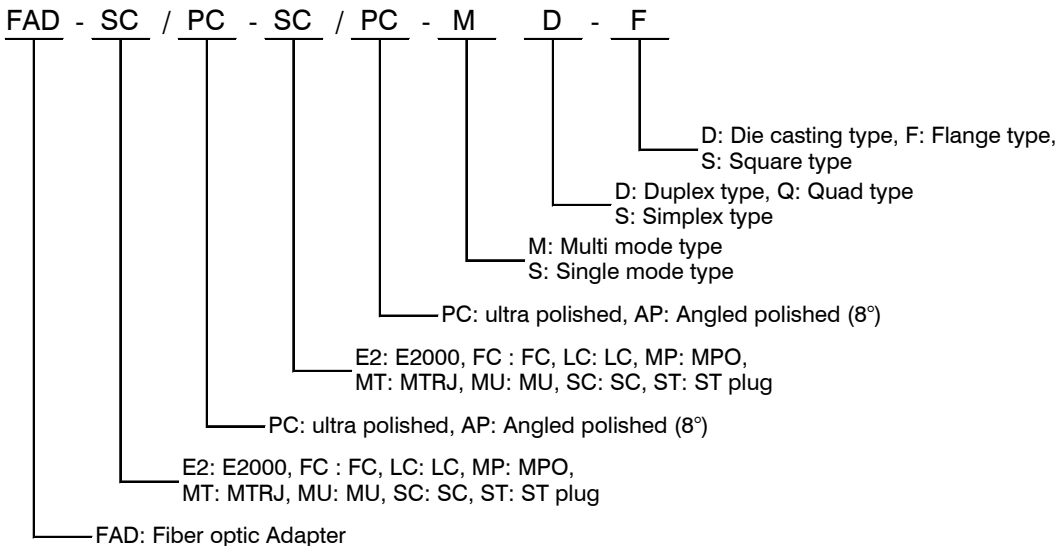 FAD - SC / PC - SC / PC - M D - F
D: Die casting type, F: Flange type,
S: Square type
D: Duplex type, Q: Quad type
S: Simplex type
M: Multi mode type
S: Single mode type
PC: ultra polished, AP: Angled polished (8°)
E2: E2000, FC : FC, LC: LC, MP: MPO,
MT: MTRJ, MU: MU, SC: SC, ST: ST plug
PC: ultra polished, AP: Angled polished (8°)
E2: E2000, FC : FC, LC: LC, MP: MPO,
MT: MTRJ, MU: MU, SC: SC, ST: ST plug
FAD: Fiber optic Adapter